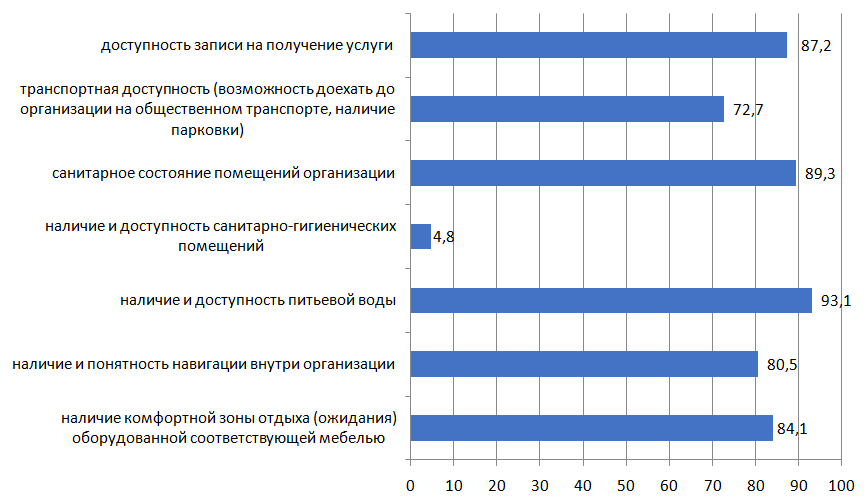 доступность записи на получение услуги
87,2
транспортная доступность (возможность доехать до
организации на общественном транспорте, наличие
парковки)
72,7
санитарное состояние помещений организации
89,3
наличие и доступность санитарно-гигиенических
помещений
4,8
наличие и доступность питьевой воды
93,1
наличие и понятность навигации внутри организации
80,5
наличие комфортной зоны отдыха (ожидания)
оборудованной соответствующей мебелью
84,1
0 10 20 30 40 50 60 70 80 90 100